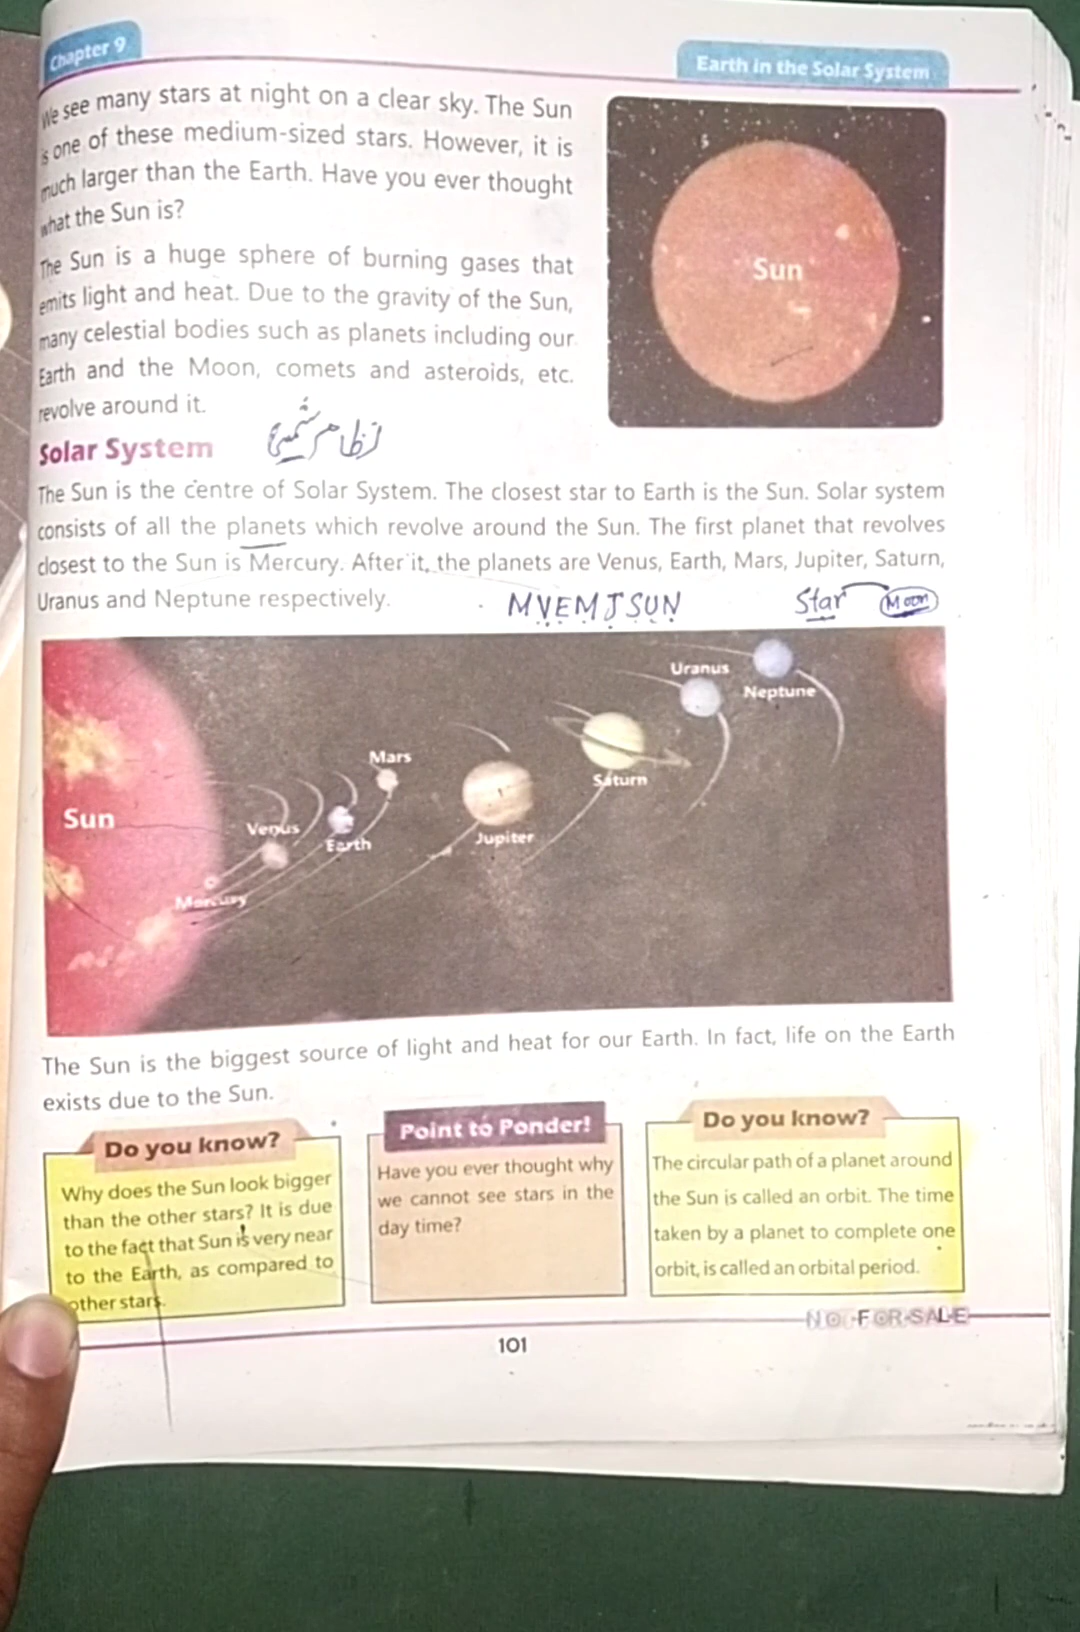 Chapter 9
Earth in the Solar System
We see many stars at night on a clear sky. The Sun
is one of these medium-sized stars. However, it is
much larger than the Earth. Have you ever thought
what the Sun is?
Sun
The Sun is a huge sphere of burning gases that
emits light and heat. Due to the gravity of the Sun,
many celestial bodies such as planets including our
Earth and the Moon, comets and asteroids, etc.
revolve around it.
Solar System نظام شمسی
The Sun is the centre of Solar System. The closest star to Earth is the Sun. Solar system
consists of all the planets which revolve around the Sun. The first planet that revolves
closest to the Sun is Mercury. After it, the planets are Venus, Earth, Mars, Jupiter, Saturn,
Uranus and Neptune respectively.
MVEMJSUN
Star Moon
Uranus
Neptune
Mars
Saturn
Sun
Venus
Earth
Jupiter
Mercury
The Sun is the biggest source of light and heat for our Earth. In fact, life on the Earth
exists due to the Sun.
Do you know?
Why does the Sun look bigger
than the other stars? It is due
to the fact that Sun is very near
to the Earth, as compared to
other stars.
Point to Ponder!
Have you ever thought why
we cannot see stars in the
day time?
Do you know?
The circular path of a planet around
the Sun is called an orbit. The time
taken by a planet to complete one
orbit, is called an orbital period.
NOT FOR SALE
101